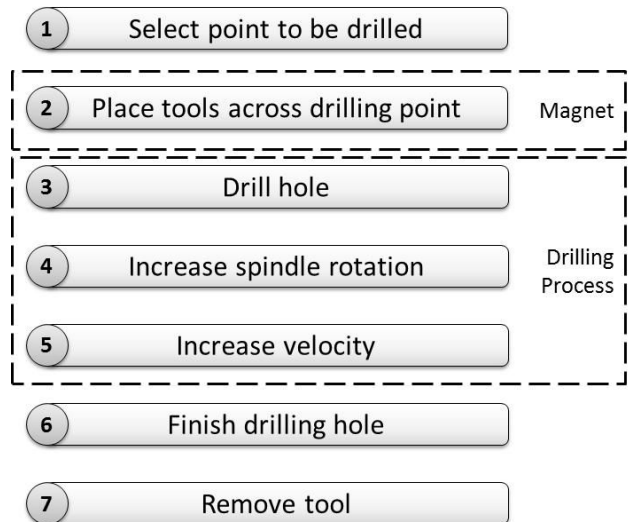 1 Select point to be drilled
2 Place tools across drilling point Magnet
3 Drill hole
4 Increase spindle rotation
Drilling
Process
5 Increase velocity
6 Finish drilling hole
7 Remove tool